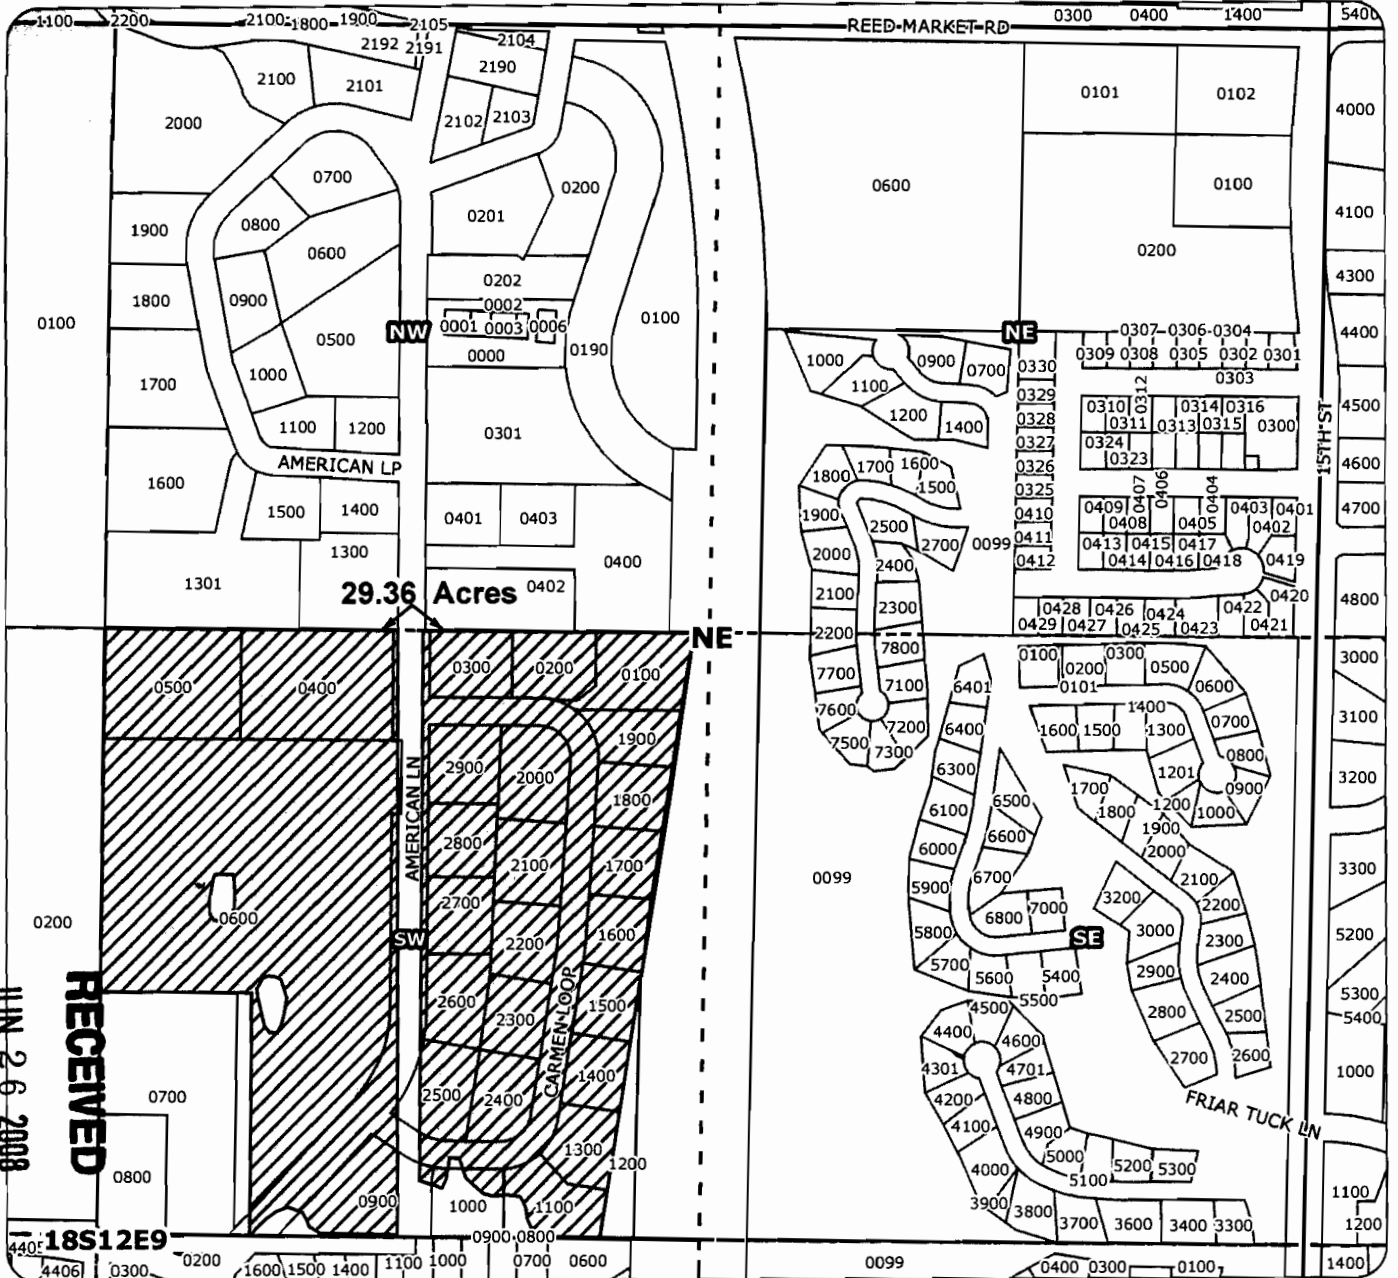 1100 2200 2100 1800 1900 2105 REED MARKET RD 0300 0400 1400 5400
2192 2191 2104
2100 2101 2190
2000 2102 2103 0101 0102 4000
0700 0200 0600 0100
1900 0800 0201 4100
0600 0200
0202 4300
1800 0900 0002
0100 0001 0003 0006 0100
NW NE 0307 0306 0304 4400
0500 0000 0190 1000 0900 0700 0330 0309 0308 0305 0302 0301
1700 1000 1100 0329 0303
0312
1200 1400 0328 0310 0311 0313 0314 0315 0316 0300 4500
1100 1200 0301 0327 0324 0323
AMERICAN LP 1800 1700 1600 0326 4600
15TH ST
1600 1500 0325
1500 1400 0401 0403 1900 2500 0410 0409 0408 0407 0406 0405 0404 0403 0401 0402 4700
1301 1300 0400 2000 2700 0099 0411 0413 0415 0417
2400 0412 0414 0416 0418 0419
29.36 Acres 0402 2100 2300 0420 4800
0428 0426 0424 0422
2200 0429 0427 0425 0423 0421
NE
0500 0400 0300 0200 0100 7800 0100 0200 0300 0500 3000
7700 7100 6401 0101 0600
7600 7200 1400 0700 3100
1900 7500 7300 6400 1600 1500 1300 0800
2900 2000 6300 1201 0900 3200
AMERICAN LN
1800 6500 1700 1200 1000
6100 1800
2800 2100 1700 6000 6600 1900 2000 3300
0099 5900 6700 2100
2700 3200 2200
0200 0600 2200 1600 6800 7000
SW 5800 SE 3000 2300 5200
5700 5600 5400 2900 2400
2600 2300 1500 5500 5300
CARMEN LOOP
4500 2800 2500 5400
4400 4600
RECEIVED
JUN 26 2008
0700 2500 2400 1400 4301 4701 2700 2600 1000
4200 4800 FRIAR TUCK LN
4100 4900
1300 1200 5000 5200 5300
0800 4000 5100 1100
0900 1000 1100 3900 3800 3700 3600 3400 3300 1200
18S12E9 0900 0800
4405 4406 0300 0200 1600 1500 1400 1100 1000 0700 0600 0099 0400 0300 0100 1400